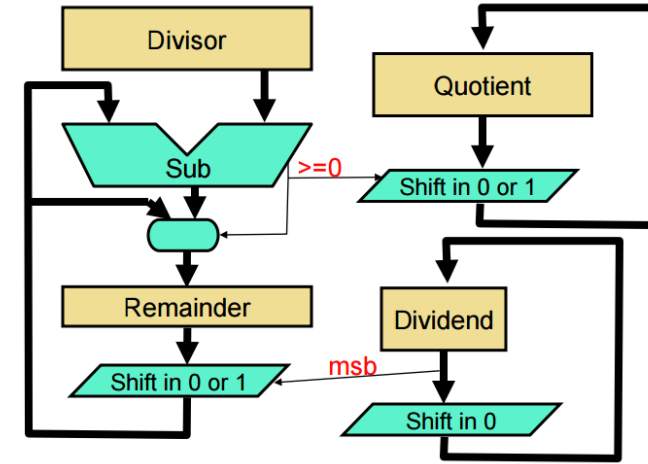 Divisor
Quotient
Sub
>=0
Shift in 0 or 1
Remainder
Dividend
msb
Shift in 0 or 1
Shift in 0